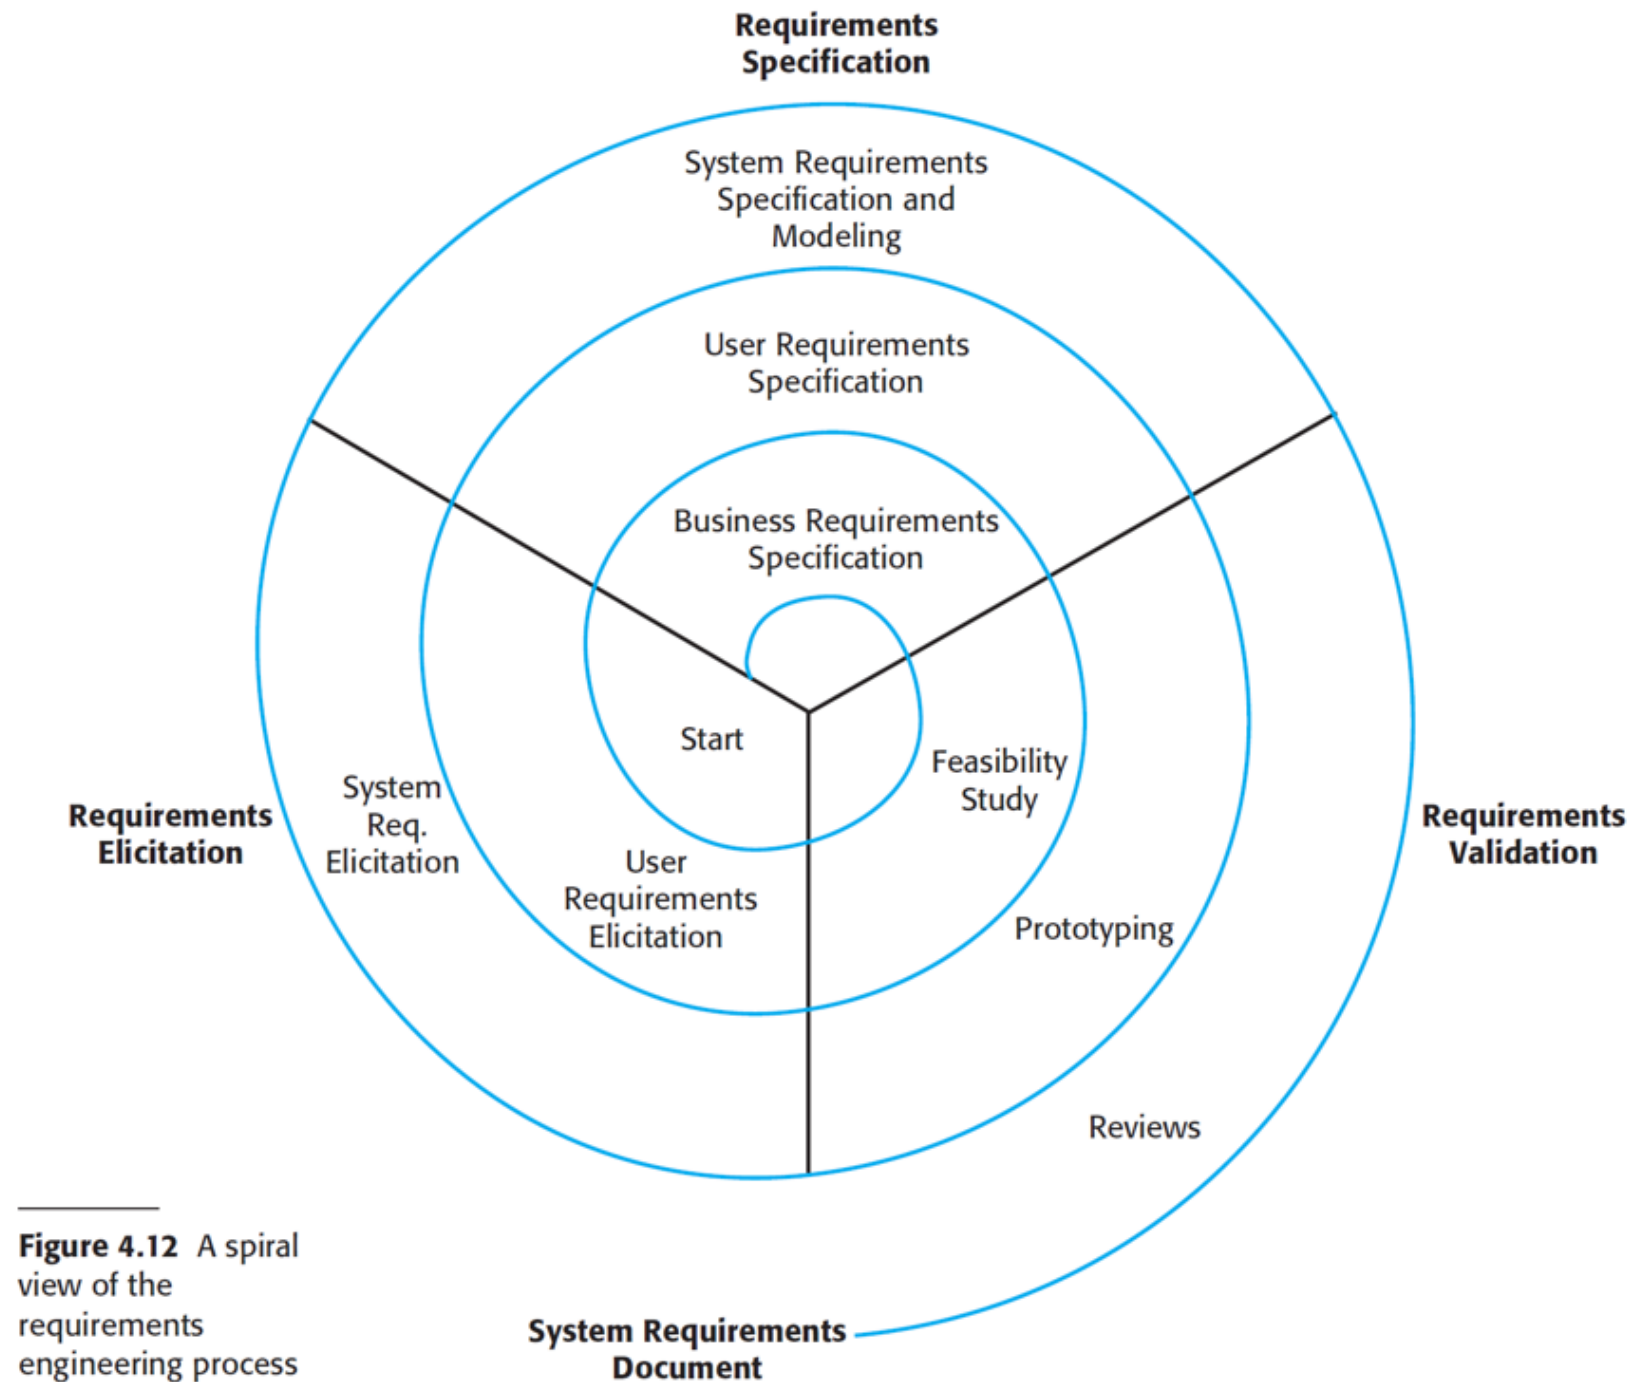 Requirements
Specification
System Requirements
Specification and
Modeling
User Requirements
Specification
Business Requirements
Specification
Start
Feasibility
Study
System
Req.
Elicitation
Requirements
Elicitation
User
Requirements
Elicitation
Requirements
Validation
Prototyping
Reviews
Figure 4.12 A spiral
view of the
requirements
engineering process
System Requirements
Document